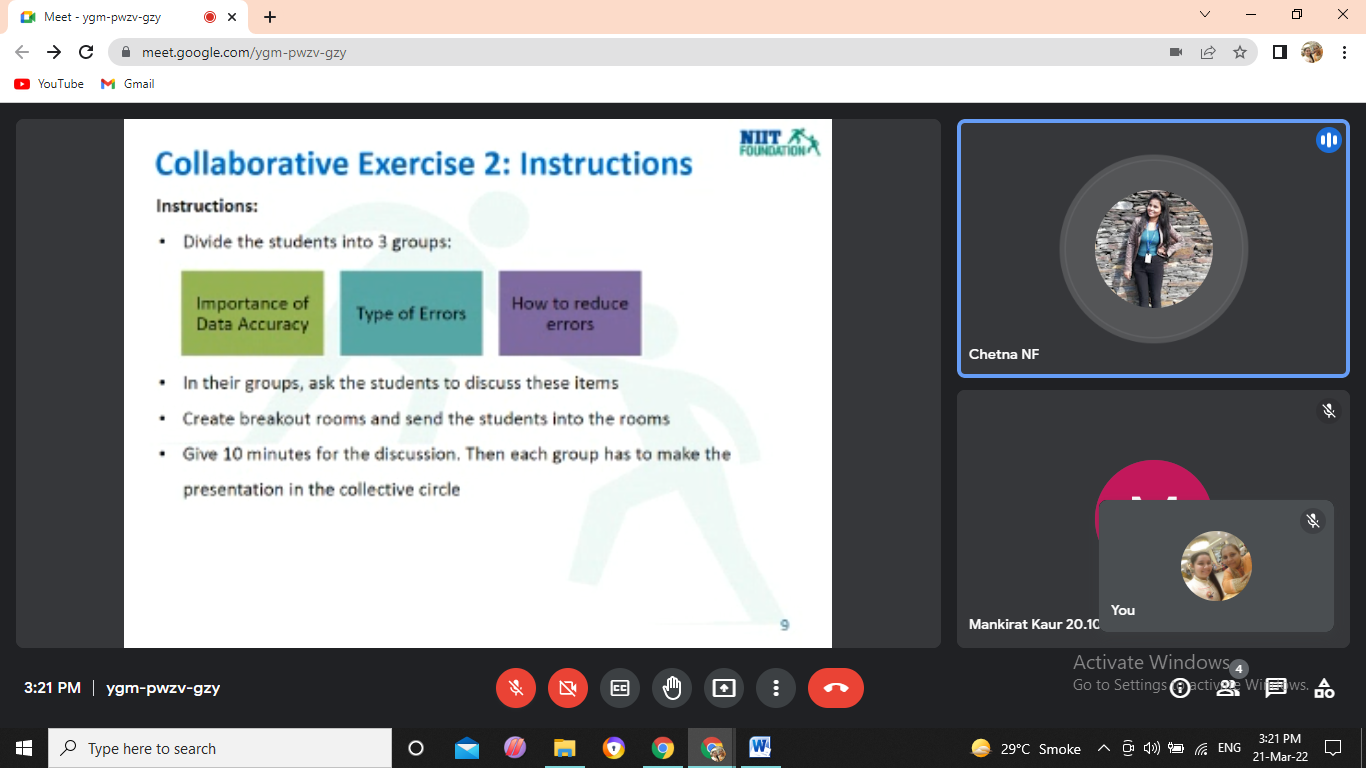 Meet - ygm-pwzv-gzy
meet.google.com/ygm-pwzv-gzy
YouTube
Gmail
NIIT
FOUNDATION
Collaborative Exercise 2: Instructions
Instructions:
• Divide the students into 3 groups:
Importance of
Data Accuracy
Type of Errors
How to reduce
errors
• In their groups, ask the students to discuss these items
• Create breakout rooms and send the students into the rooms
• Give 10 minutes for the discussion. Then each group has to make the
presentation in the collective circle
9
Chetna NF
Mankirat Kaur 20.10
You
Activate Windows
Go to Settings to activate Windows.
4
3:21 PM | ygm-pwzv-gzy
Type here to search
29°C Smoke
ENG
3:21 PM
21-Mar-22